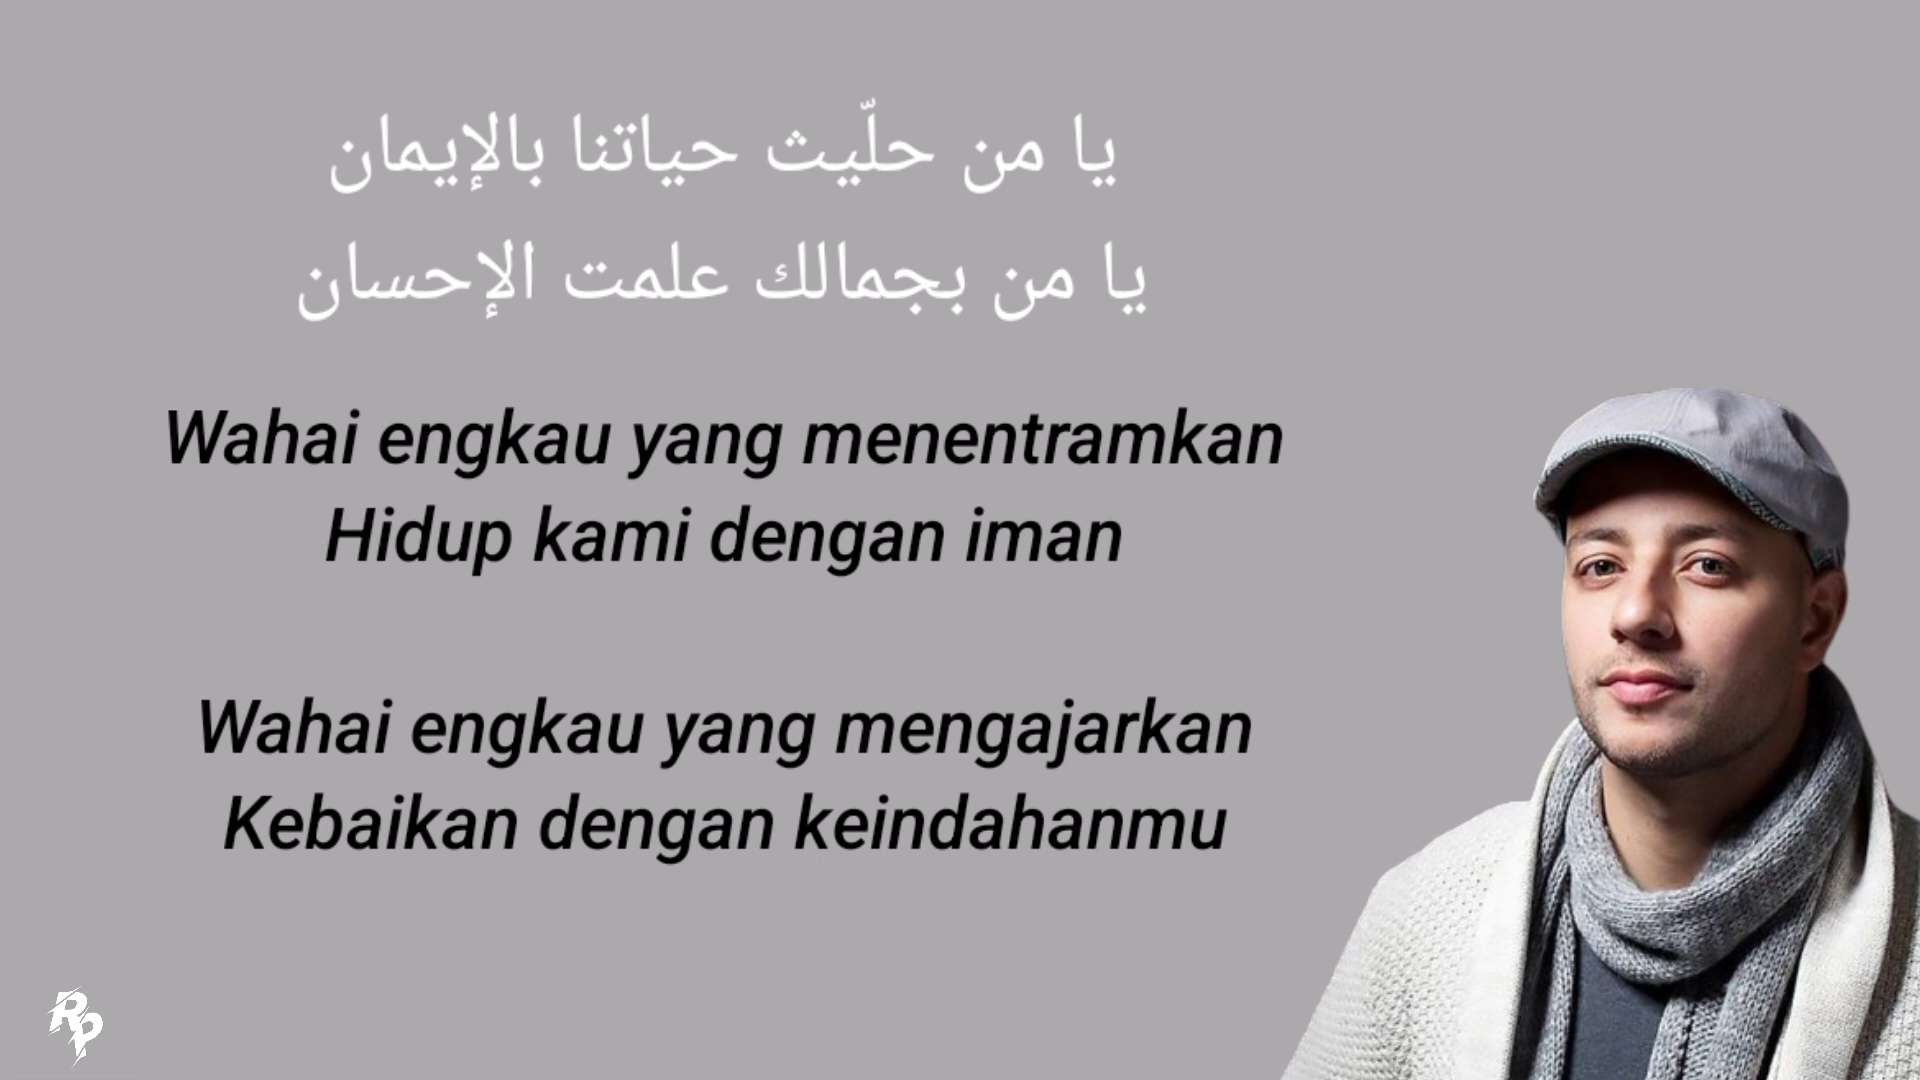 يا من حلّيث حياتنا بالإيمان
يا من بجمالك علمت الإحسان
Wahai engkau yang menentramkan
Hidup kami dengan iman
Wahai engkau yang mengajarkan
Kebaikan dengan keindahanmu
RP